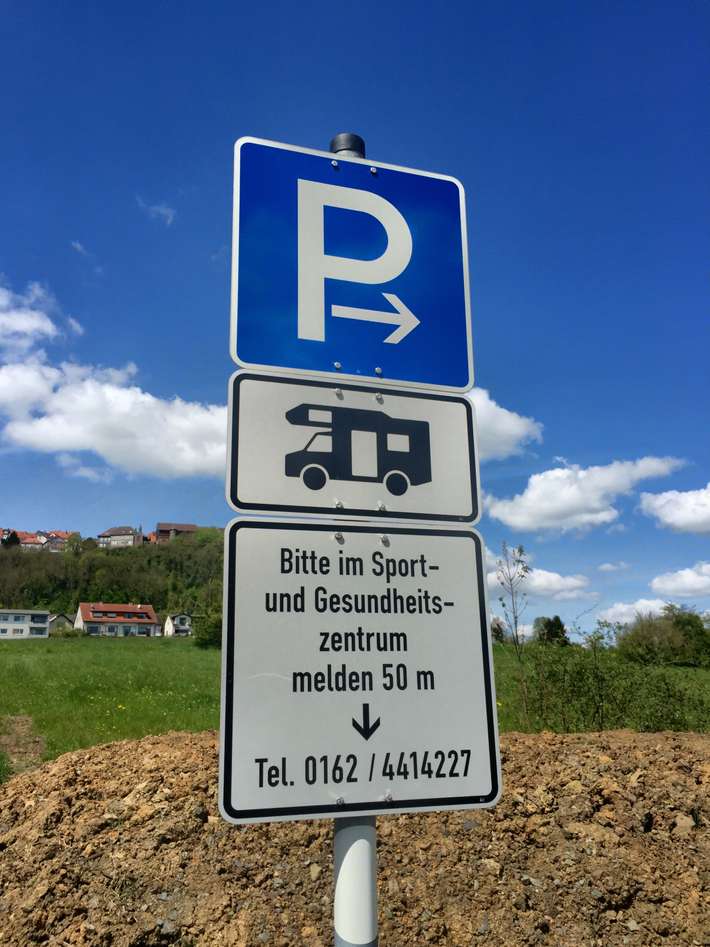 P
Bitte im Sport-
und Gesundheits-
zentrum
melden 50 m
Tel. 0162 / 4414227